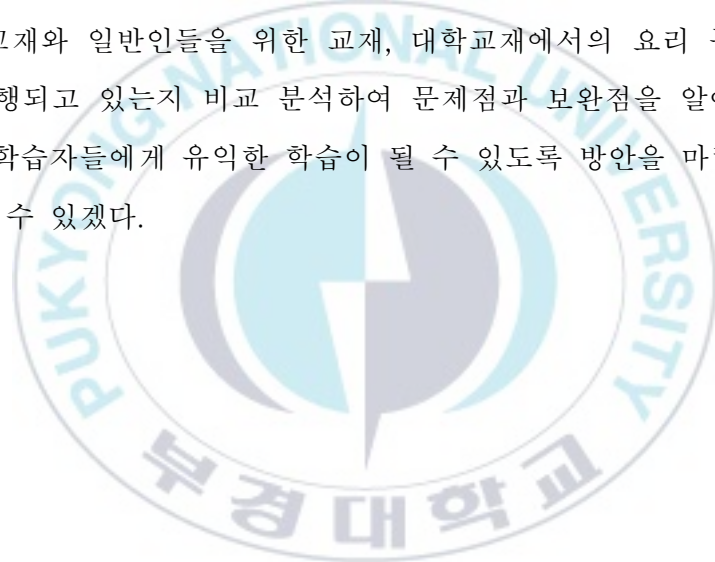 교재와 일반인들을 위한 교재, 대학교재에서의 요리
행되고 있는지 비교 분석하여 문제점과 보완점을
학습자들에게 유익한 학습이 될 수 있도록 방안을
수 있겠다.
PUKYONG NATIONAL UNIVERSITY
부경대학교